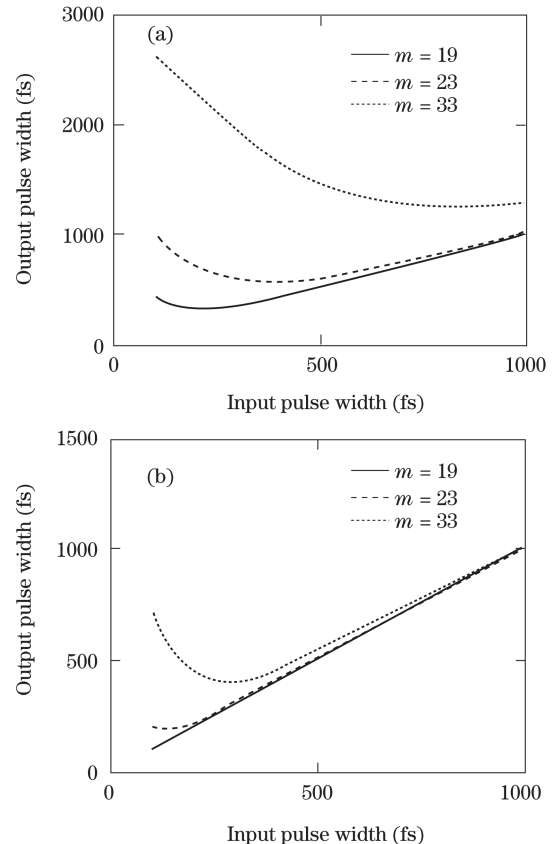 (a)
m = 19
m = 23
m = 33
3000
2000
1000
0
0
500
1000
Output pulse width (fs)
Input pulse width (fs)
(b)
m = 19
m = 23
m = 33
1500
1000
500
0
0
500
1000
Output pulse width (fs)
Input pulse width (fs)